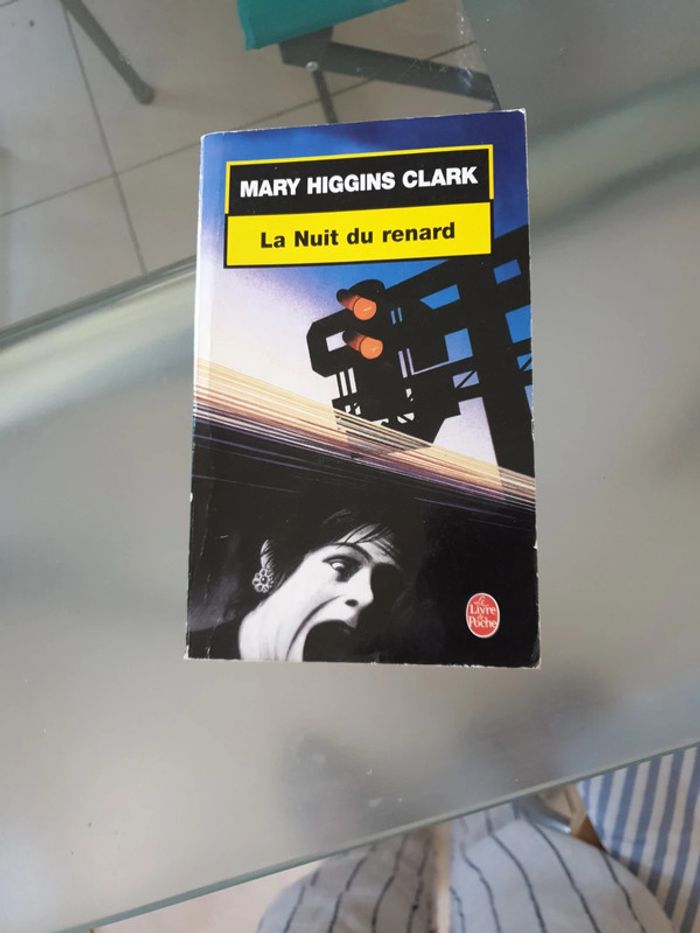 MARY HIGGINS CLARK
La Nuit du renard
Le
Livre
de
Poche